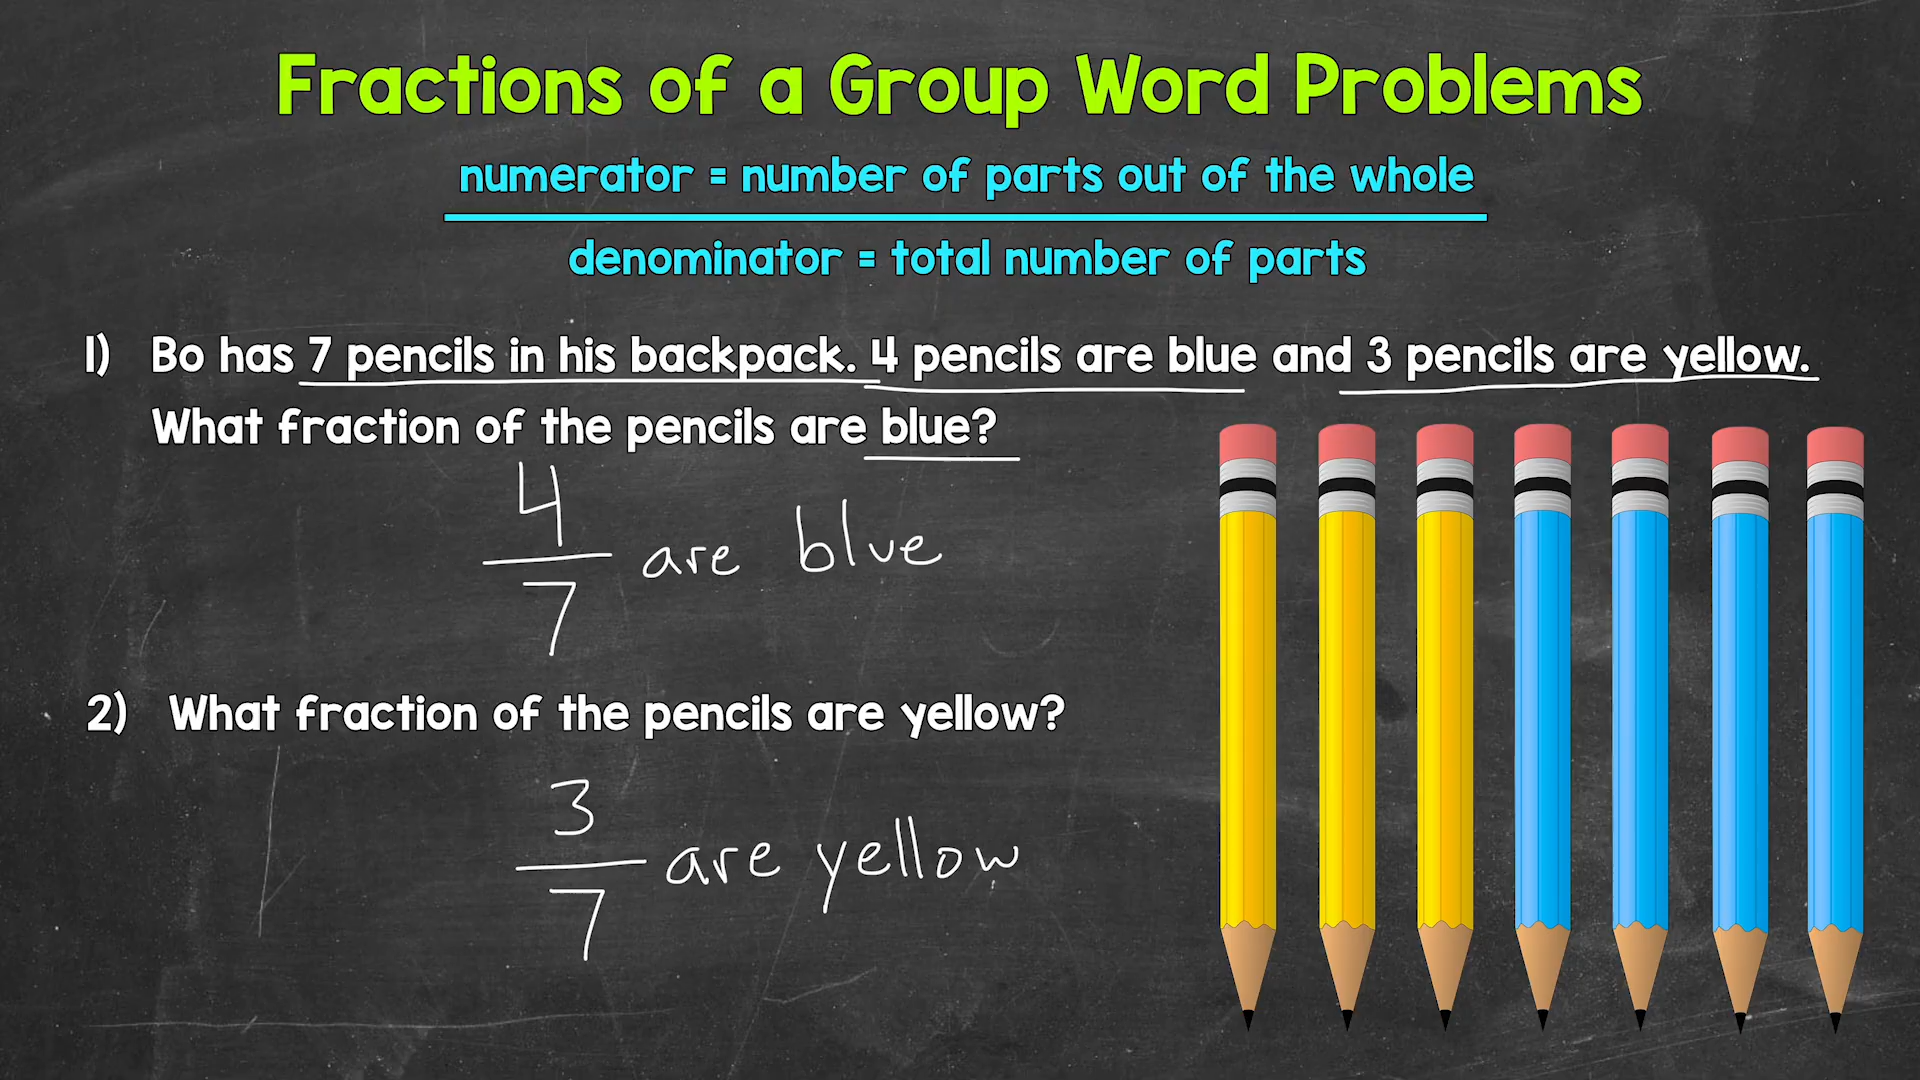 Fractions of a Group Word Problems
numerator = number of parts out of the whole
denominator = total number of parts
1) Bo has 7 pencils in his backpack. 4 pencils are blue and 3 pencils are yellow.
What fraction of the pencils are blue?
4
are blue
7
2) What fraction of the pencils are yellow?
3
are yellow
7